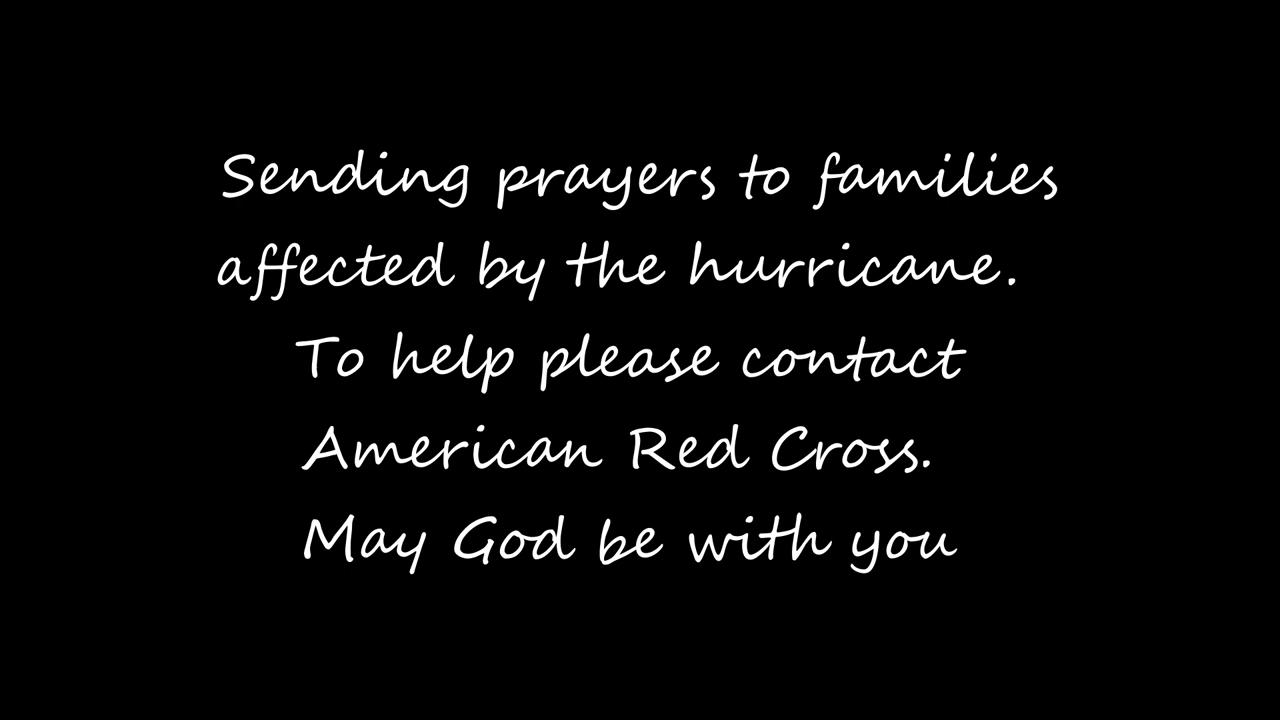 Sending prayers to families
affected by the hurricane.
To help please contact
American Red Cross.
May God be with you